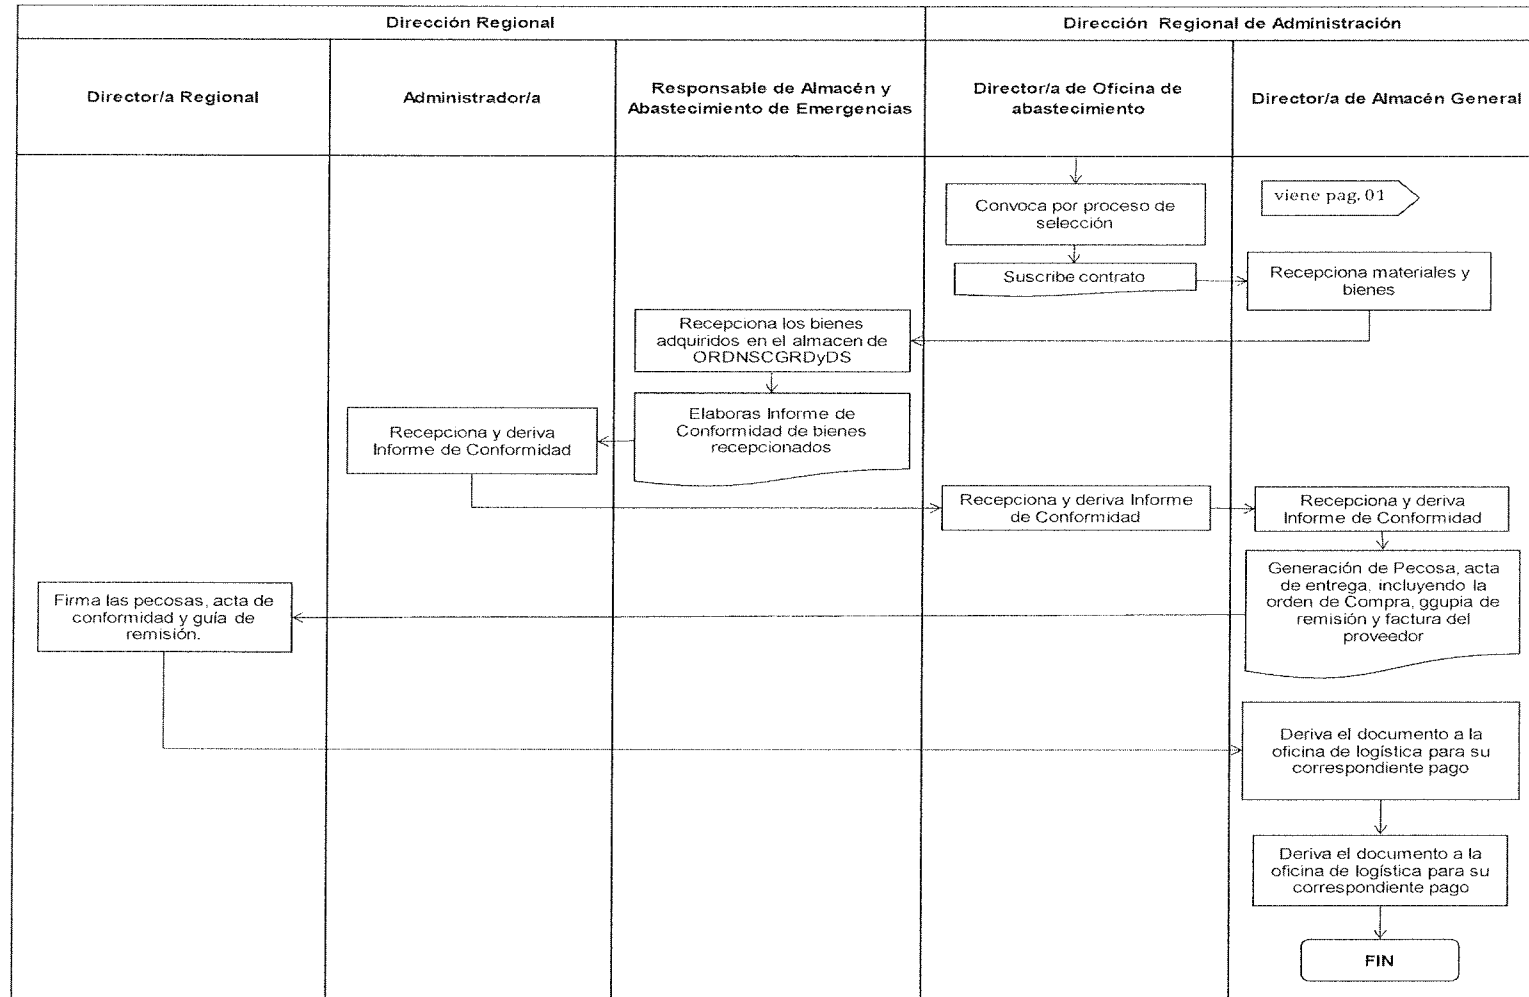 Dirección Regional
Dirección Regional de Administración
Director/a Regional
Administrador/a
Responsable de Almacén y
Abastecimiento de Emergencias
Director/a de Oficina de
abastecimiento
Director/a de Almacén General
Convoca por proceso de
selección
viene pag. 01
Suscribe contrato
Recepciona materiales y
bienes
Recepciona los bienes
adquiridos en el almacen de
ORDNSCGRDyDS
Elaboras Informe de
Conformidad de bienes
recepcionados
Recepciona y deriva
Informe de Conformidad
Recepciona y deriva Informe
de Conformidad
Recepciona y deriva
Informe de Conformidad
Generación de Pecosa, acta
de entrega, incluyendo la
orden de Compra, ggupia de
remisión y factura del
proveedor
Firma las pecosas, acta de
conformidad y guía de
remisión.
Deriva el documento a la
oficina de logística para su
correspondiente pago
Deriva el documento a la
oficina de logística para su
correspondiente pago
FIN